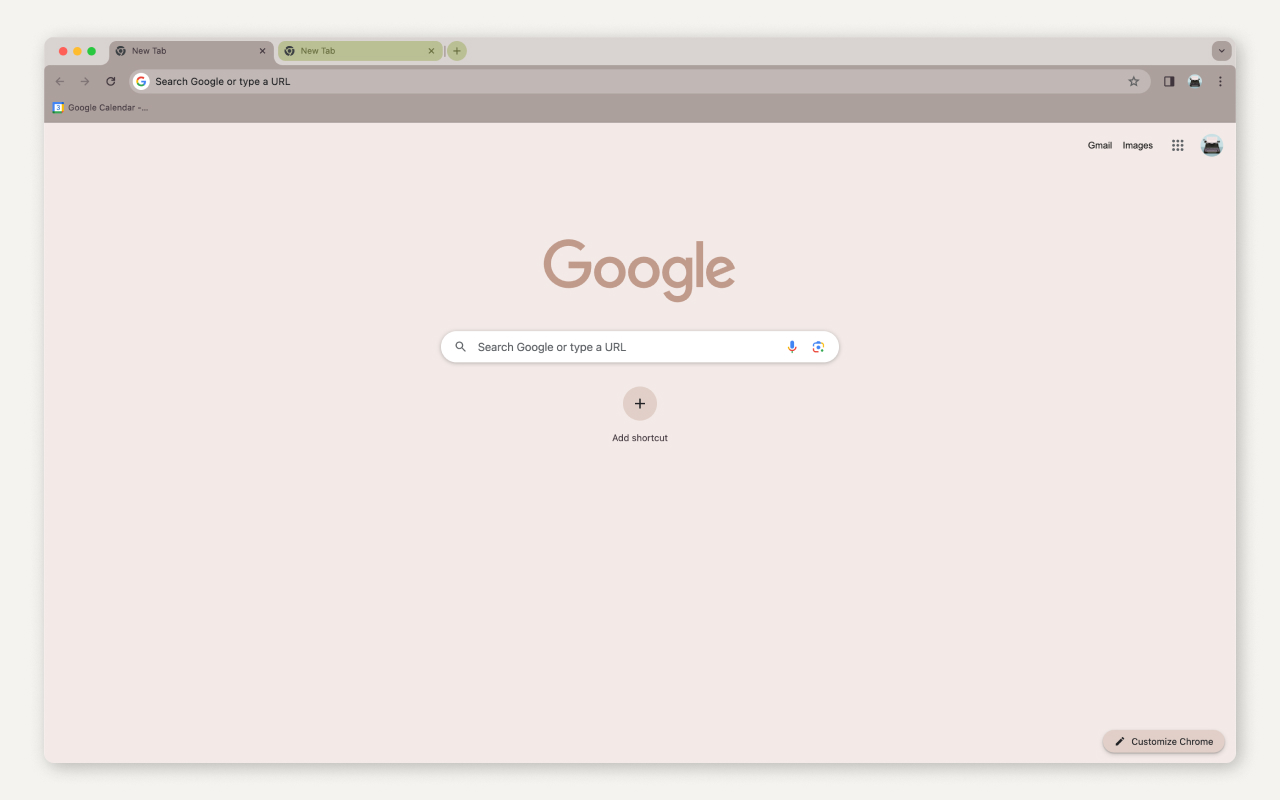 New Tab
New Tab
Search Google or type a URL
3 Google Calendar -...
Gmail
Images
Google
Search Google or type a URL
Add shortcut
Customize Chrome